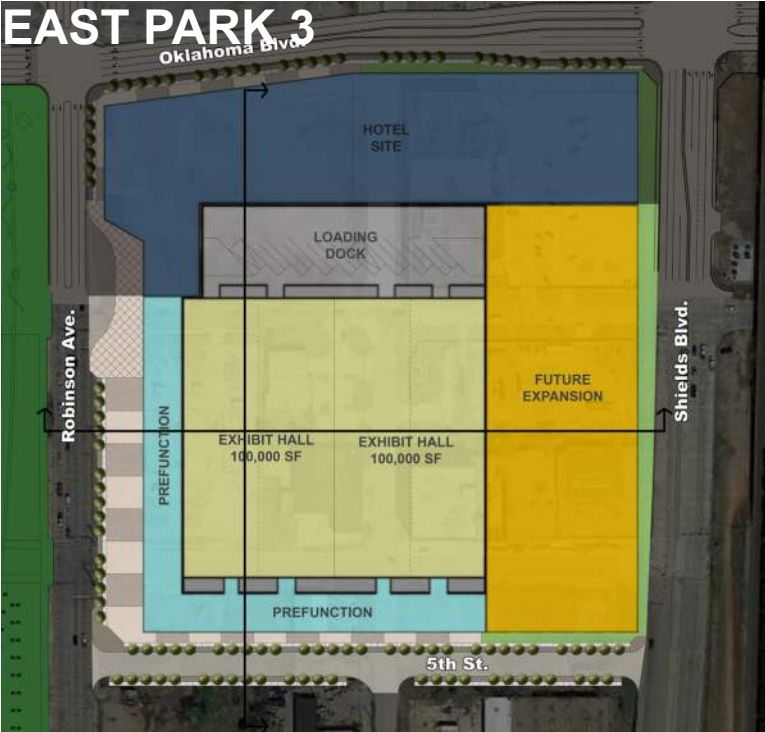 EAST PARK 3
Oklahoma Blvd.
HOTEL
SITE
LOADING
DOCK
Robinson Ave.
Shields Blvd.
FUTURE
EXPANSION
PREFUNCTION
EXHIBIT HALL
100,000 SF
EXHIBIT HALL
100,000 SF
PREFUNCTION
5th St.